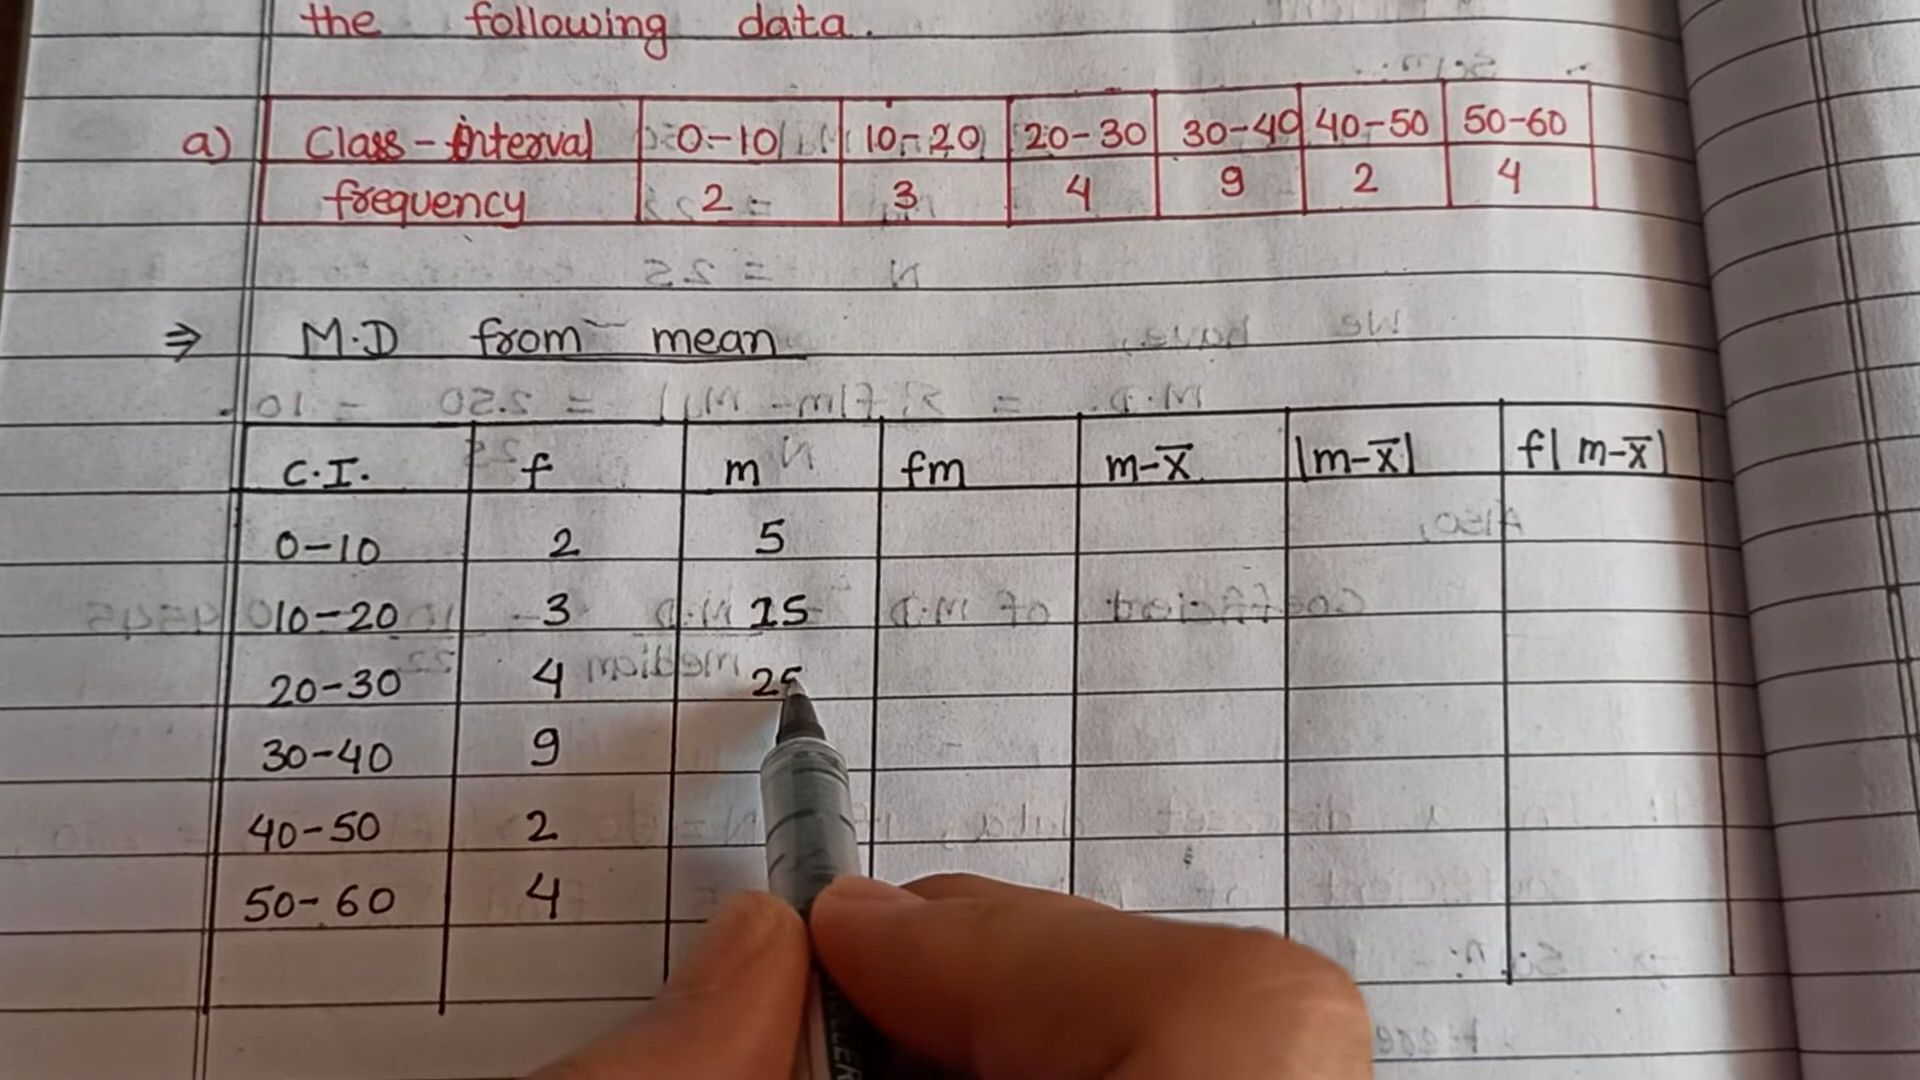 the following data.
a) Class-interval 0-10 10-20 20-30 30-40 40-50 50-60
frequency 2 3 4 9 2 4
⇒ M.D from mean
C.I. f m fm m-x̅ |m-x̅| f|m-x̅|
0-10 2 5
10-20 3 15
20-30 4 25
30-40 9
40-50 2
50-60 4